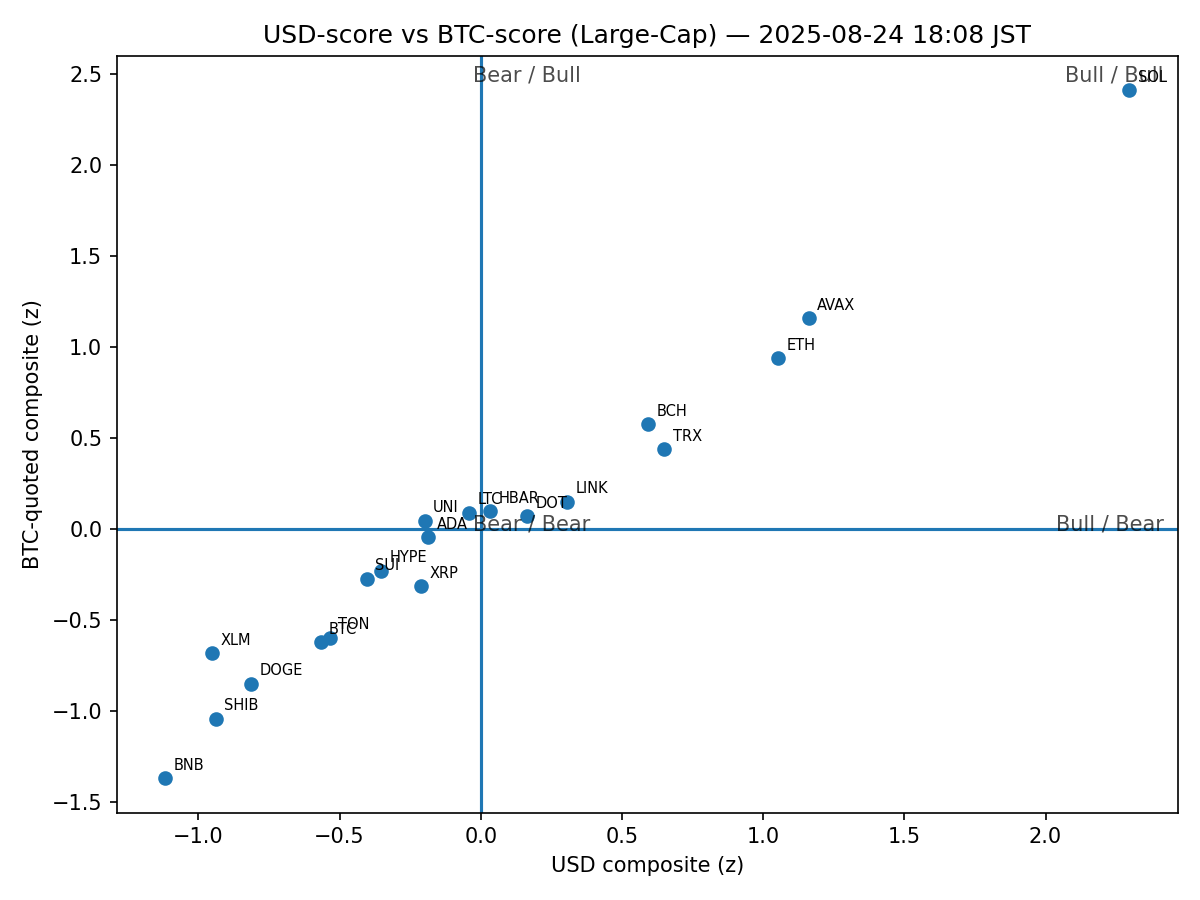 USD-score vs BTC-score (Large-Cap) — 2025-08-24 18:08 JST
Bear / Bull
Bull / Bull
SOL
AVAX
ETH
BCH
TRX
LINK
HBAR
LTC
DOT
UNI
ADA
Bear / Bear
Bull / Bear
HYPE
SUI
XRP
TON
BTC
XLM
DOGE
SHIB
BNB
2.5
2.0
1.5
1.0
0.5
0.0
−0.5
−1.0
−1.5
BTC-quoted composite (z)
−1.0 −0.5 0.0 0.5 1.0 1.5 2.0
USD composite (z)